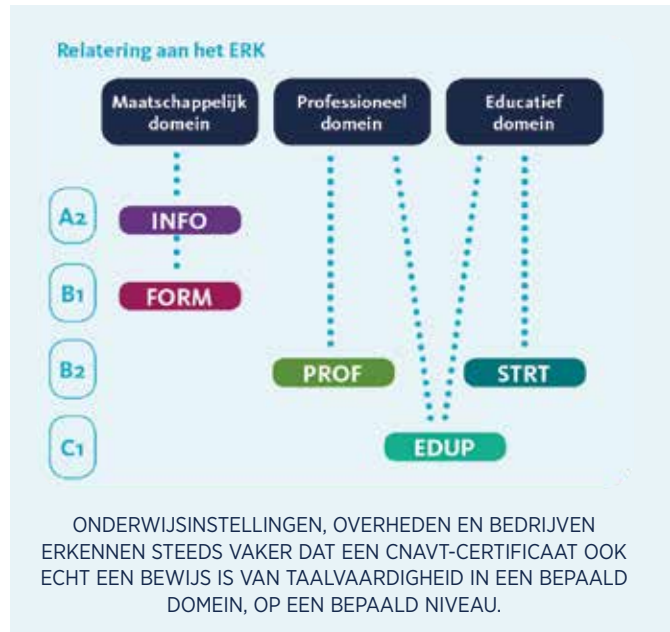 Relatering aan het ERK
Maatschappelijk
domein
Professioneel
domein
Educatief
domein
A2
INFO
B1
FORM
B2
PROF
STRT
C1
EDUP
ONDERWIJSINSTELLINGEN, OVERHEDEN EN BEDRIJVEN
ERKENNEN STEEDS VAKER DAT EEN CNAVT-CERTIFICAAT OOK
ECHT EEN BEWIJS IS VAN TAALVAARDIGHEID IN EEN BEPAALD
DOMEIN, OP EEN BEPAALD NIVEAU.